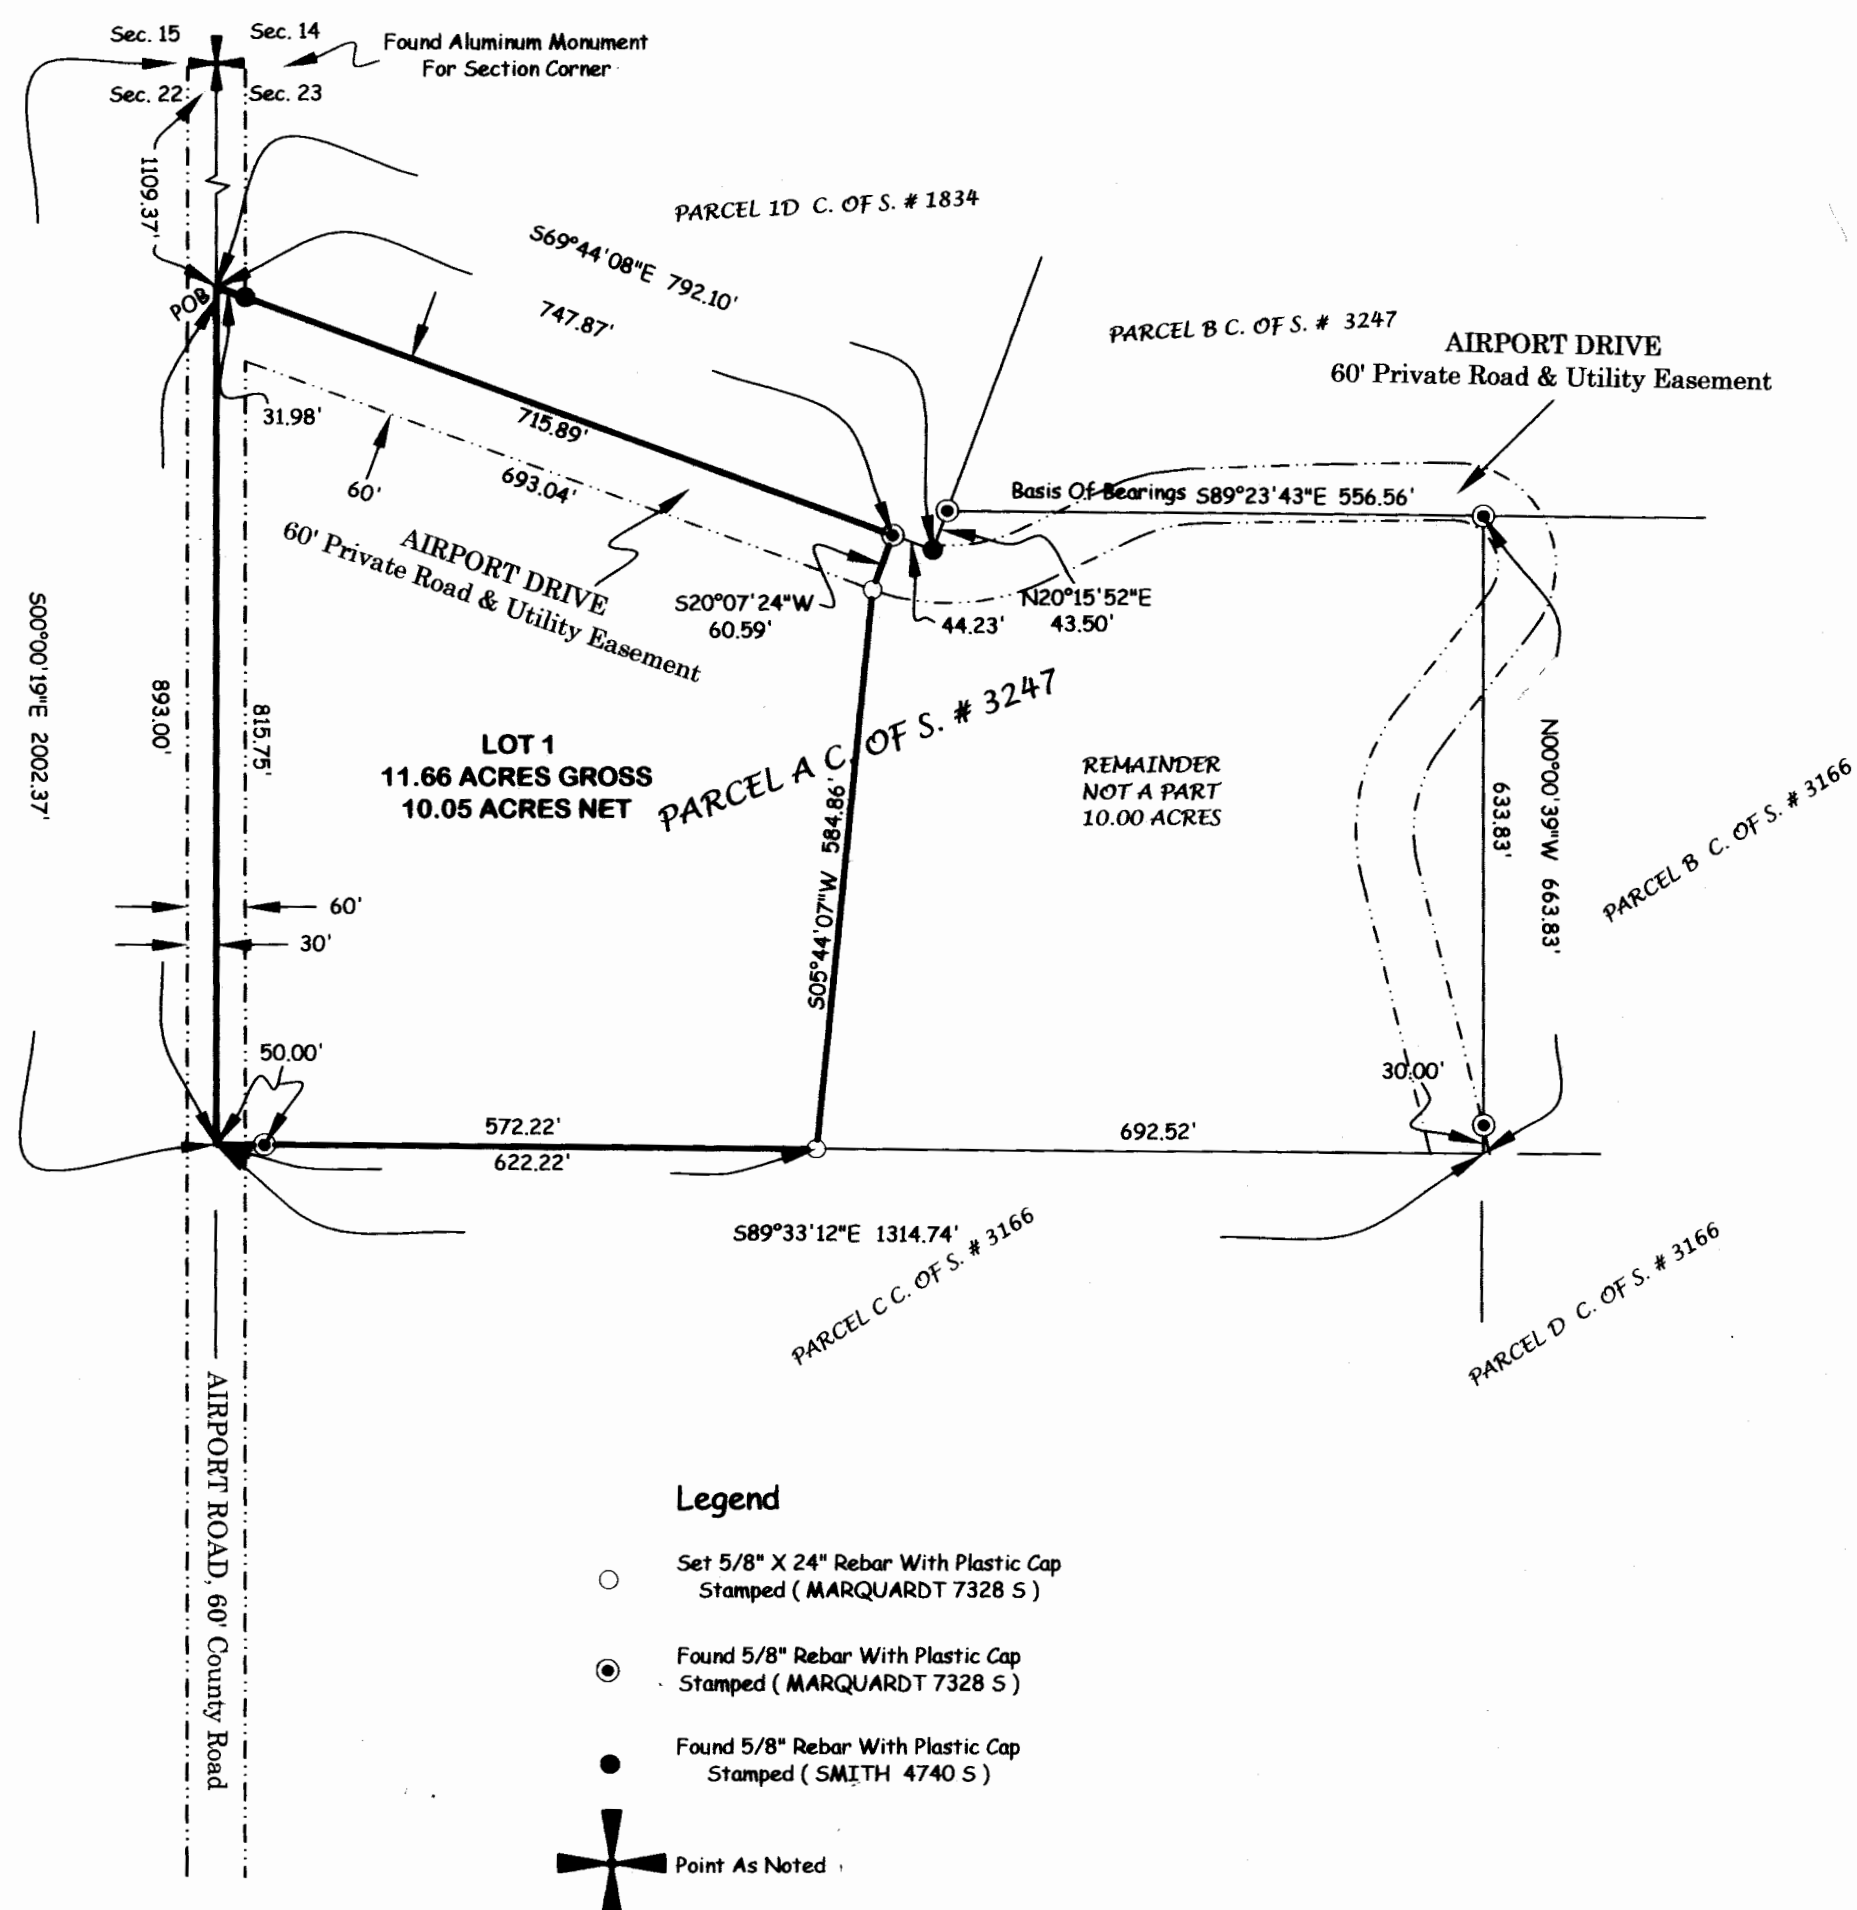 Sec. 15
Sec. 14
Found Aluminum Monument
For Section Corner
Sec. 22
Sec. 23
1109.37'
PARCEL 1D C. OF S. # 1834
S69°44'08"E 792.10'
747.87'
PARCEL B C. OF S. # 3247
AIRPORT DRIVE
60' Private Road & Utility Easement
POB
31.98'
715.89'
693.04'
60'
Basis Of Bearings S89°23'43"E 556.56'
AIRPORT DRIVE
60' Private Road & Utility Easement
S20°07'24"W
60.59'
44.23'
N20°15'52"E
43.50'
S00°00'19"E 2002.37'
893.00'
815.75'
LOT 1
11.66 ACRES GROSS
10.05 ACRES NET
PARCEL A C. OF S. # 3247
S05°44'07"W 584.86'
REMAINDER
NOT A PART
10.00 ACRES
633.83'
N00°00'39"W 663.83'
PARCEL B C. OF S. # 3166
60'
30'
50.00'
30.00'
572.22'
622.22'
692.52'
S89°33'12"E 1314.74'
PARCEL C C. OF S. # 3166
PARCEL D C. OF S. # 3166
AIRPORT ROAD, 60' County Road
Legend
Set 5/8" X 24" Rebar With Plastic Cap
Stamped ( MARQUARDT 7328 S )
Found 5/8" Rebar With Plastic Cap
Stamped ( MARQUARDT 7328 S )
Found 5/8" Rebar With Plastic Cap
Stamped ( SMITH 4740 S )
Point As Noted